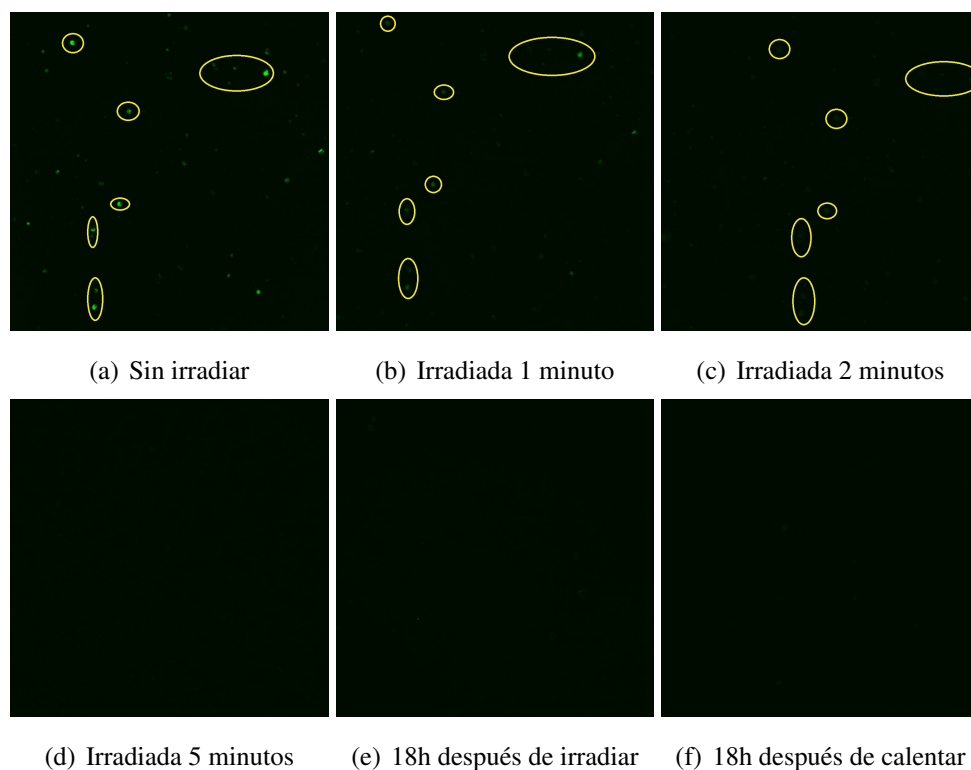 (a) Sin irradiar
(b) Irradiada 1 minuto
(c) Irradiada 2 minutos
(d) Irradiada 5 minutos
(e) 18h después de irradiar
(f) 18h después de calentar